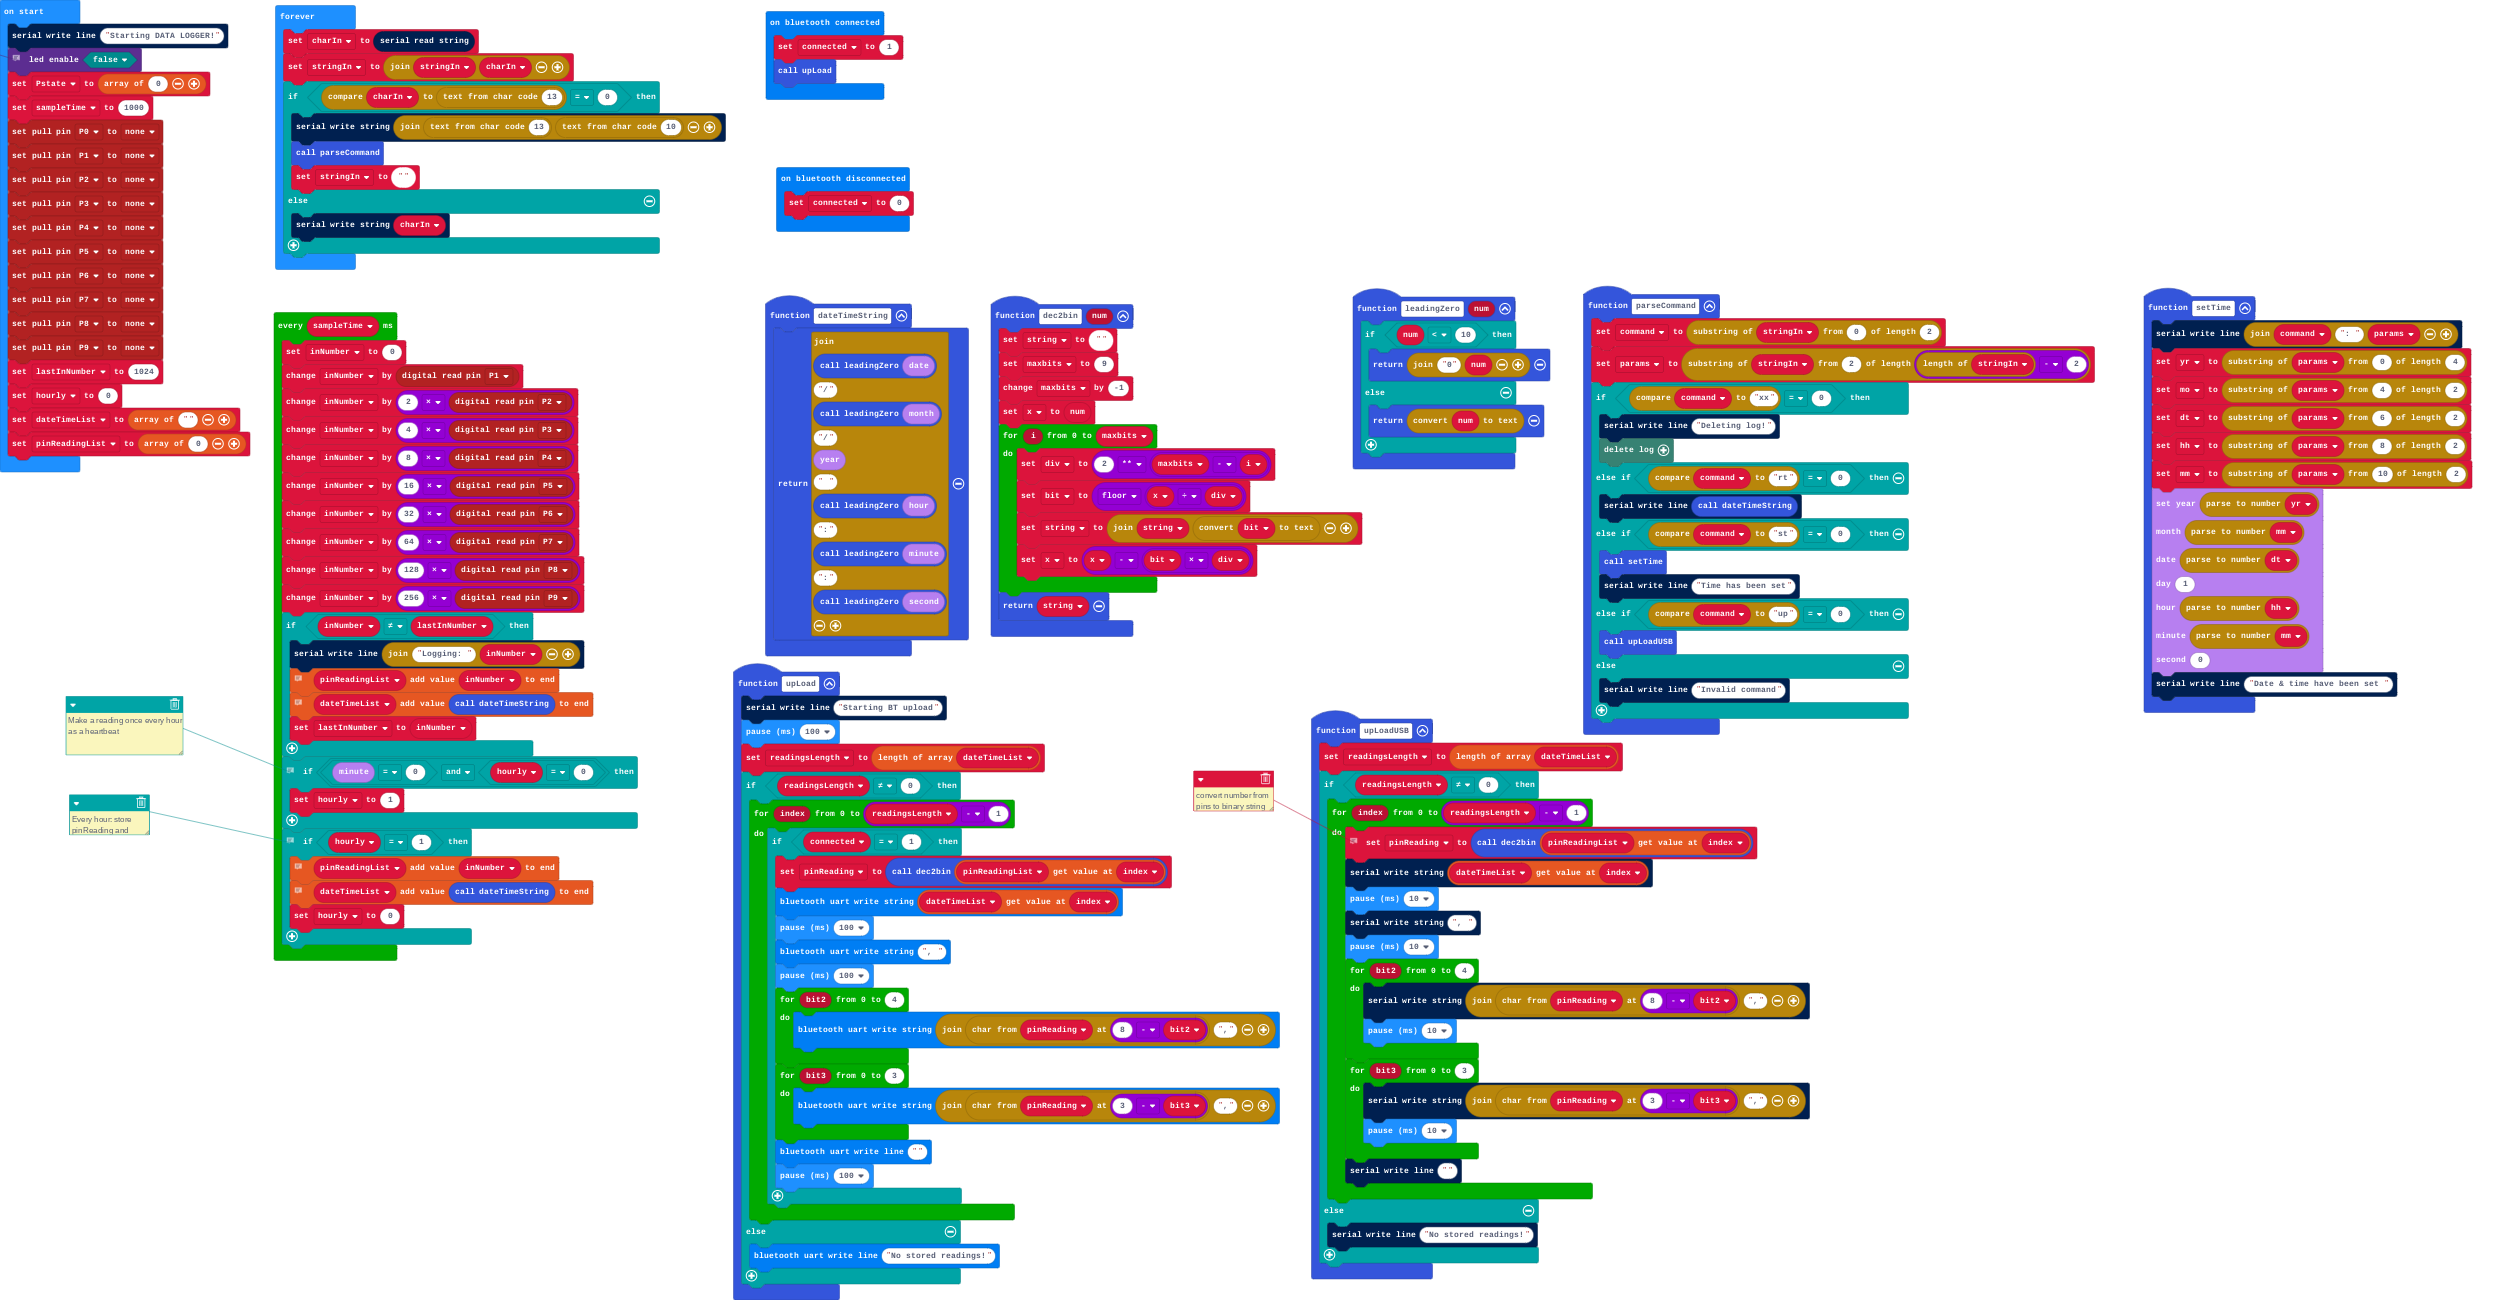 on start
serial write line "Starting DATA LOGGER!"
led enable false
set Pstate to array of 0
set sampleTime to 1000
set pull pin P0 to none
set pull pin P1 to none
set pull pin P2 to none
set pull pin P3 to none
set pull pin P4 to none
set pull pin P5 to none
set pull pin P6 to none
set pull pin P7 to none
set pull pin P8 to none
set pull pin P9 to none
set lastInNumber to 1024
set hourly to 0
set dateTimeList to array of ""
set pinReadingList to array of 0
forever
set charIn to serial read string
set stringIn to join stringIn charIn
if compare charIn to text from char code 13 = 0 then
serial write string join text from char code 13 text from char code 10
call parseCommand
set stringIn to ""
else
serial write string charIn
on bluetooth connected
set connected to 1
call upLoad
on bluetooth disconnected
set connected to 0
every sampleTime ms
set inNumber to 0
change inNumber by digital read pin P1
change inNumber by 2 × digital read pin P2
change inNumber by 4 × digital read pin P3
change inNumber by 8 × digital read pin P4
change inNumber by 16 × digital read pin P5
change inNumber by 32 × digital read pin P6
change inNumber by 64 × digital read pin P7
change inNumber by 128 × digital read pin P8
change inNumber by 256 × digital read pin P9
if inNumber ≠ lastInNumber then
serial write line join "Logging: " inNumber
pinReadingList add value inNumber to end
dateTimeList add value call dateTimeString to end
set lastInNumber to inNumber
if minute = 0 and hourly = 0 then
set hourly to 1
if hourly = 1 then
pinReadingList add value inNumber to end
dateTimeList add value call dateTimeString to end
set hourly to 0
Make a reading once every hour
as a heartbeat
Every hour: store
pinReading and
function dateTimeString
return
join
call leadingZero date
"/"
call leadingZero month
"/"
year
" "
call leadingZero hour
":"
call leadingZero minute
":"
call leadingZero second
function dec2bin num
set string to ""
set maxbits to 9
change maxbits by -1
set x to num
for i from 0 to maxbits
do
set div to 2 ** maxbits - i
set bit to floor x ÷ div
set string to join string convert bit to text
set x to x - bit × div
return string
function leadingZero num
if num < 10 then
return join "0" num
else
return convert num to text
function parseCommand
set command to substring of stringIn from 0 of length 2
set params to substring of stringIn from 2 of length length of stringIn - 2
if compare command to "xx" = 0 then
serial write line "Deleting log!"
delete log
else if compare command to "rt" = 0 then
serial write line call dateTimeString
else if compare command to "st" = 0 then
call setTime
serial write line "Time has been set"
else if compare command to "up" = 0 then
call upLoadUSB
else
serial write line "Invalid command"
function setTime
serial write line join command ": " params
set yr to substring of params from 0 of length 4
set mo to substring of params from 4 of length 2
set dt to substring of params from 6 of length 2
set hh to substring of params from 8 of length 2
set mm to substring of params from 10 of length 2
set year parse to number yr
month parse to number mm
date parse to number dt
day 1
hour parse to number hh
minute parse to number mm
second 0
serial write line "Date & time have been set "
function upLoad
serial write line "Starting BT upload"
pause (ms) 100
set readingsLength to length of array dateTimeList
if readingsLength ≠ 0 then
for index from 0 to readingsLength - 1
do
if connected = 1 then
set pinReading to call dec2bin pinReadingList get value at index
bluetooth uart write string dateTimeList get value at index
pause (ms) 100
bluetooth uart write string ", "
pause (ms) 100
for bit2 from 0 to 4
do
bluetooth uart write string join char from pinReading at 8 - bit2 ","
for bit3 from 0 to 3
do
bluetooth uart write string join char from pinReading at 3 - bit3 ","
bluetooth uart write line ""
pause (ms) 100
else
bluetooth uart write line "No stored readings!"
convert number from
pins to binary string
function upLoadUSB
set readingsLength to length of array dateTimeList
if readingsLength ≠ 0 then
for index from 0 to readingsLength - 1
do
set pinReading to call dec2bin pinReadingList get value at index
serial write string dateTimeList get value at index
pause (ms) 10
serial write string ", "
pause (ms) 10
for bit2 from 0 to 4
do
serial write string join char from pinReading at 8 - bit2 ","
pause (ms) 10
for bit3 from 0 to 3
do
serial write string join char from pinReading at 3 - bit3 ","
pause (ms) 10
serial write line ""
else
serial write line "No stored readings!"